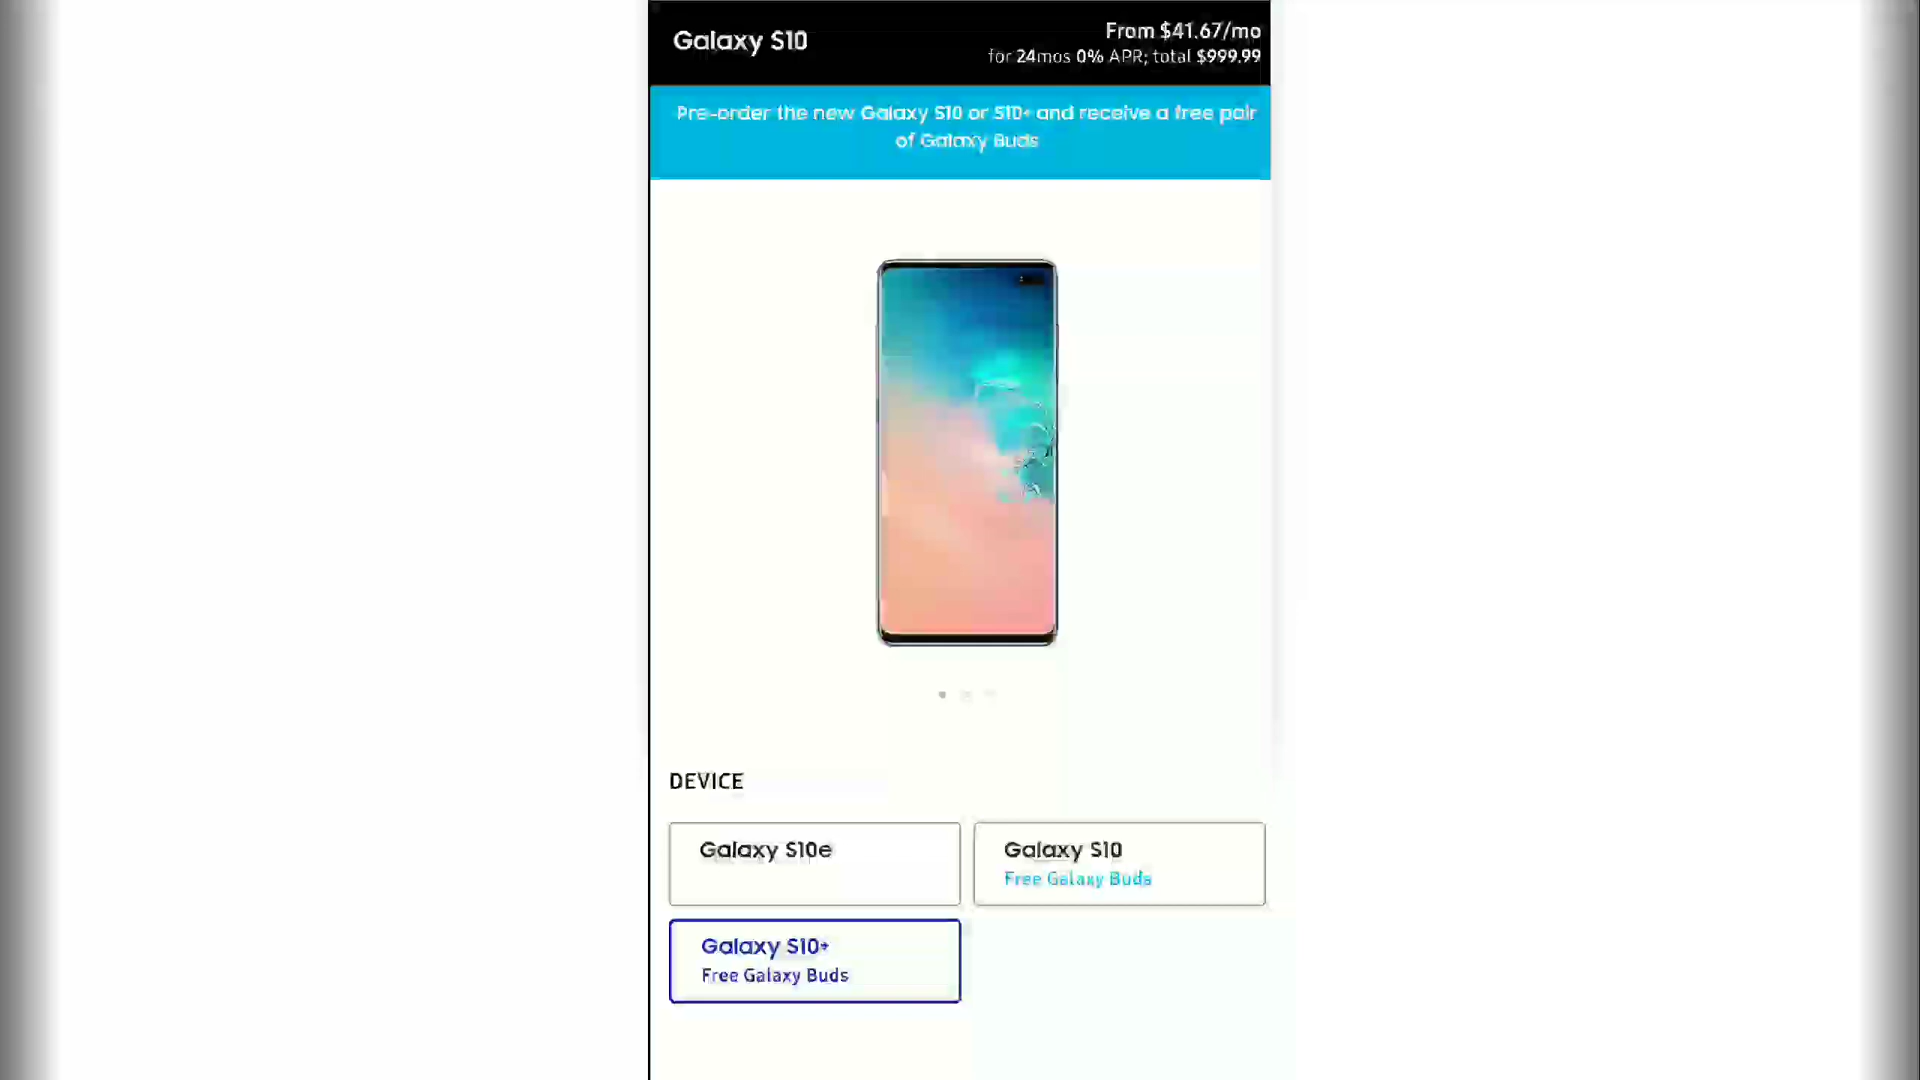 Galaxy S10
From $41.67/mo
for 24mos 0% APR; total $999.99
Pre-order the new Galaxy S10 or S10+ and receive a free pair
of Galaxy Buds
DEVICE
Galaxy S10e
Galaxy S10
Free Galaxy Buds
Galaxy S10+
Free Galaxy Buds